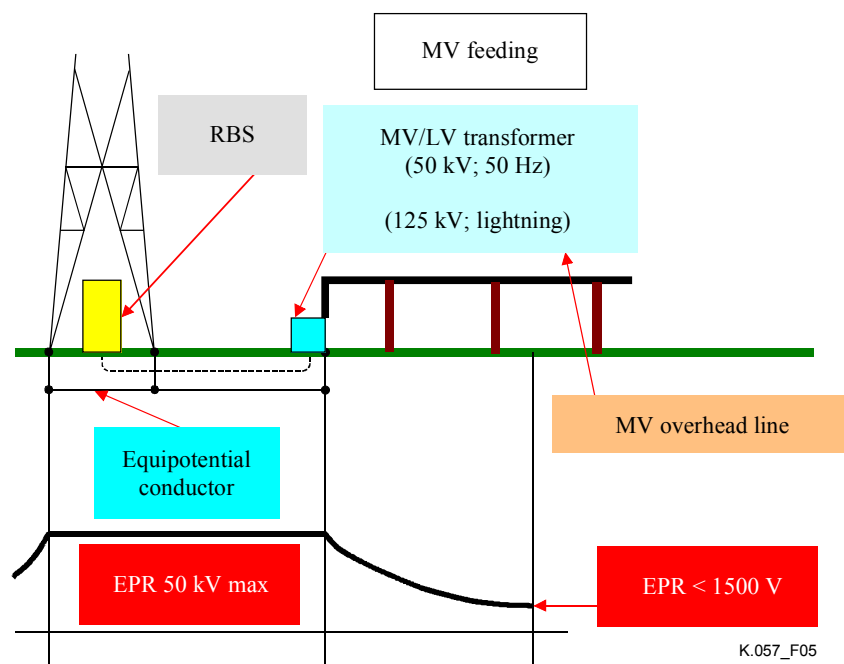 MV feeding
RBS
MV/LV transformer
(50 kV; 50 Hz)
(125 kV; lightning)
MV overhead line
Equipotential
conductor
EPR 50 kV max
EPR < 1500 V
K.057_F05